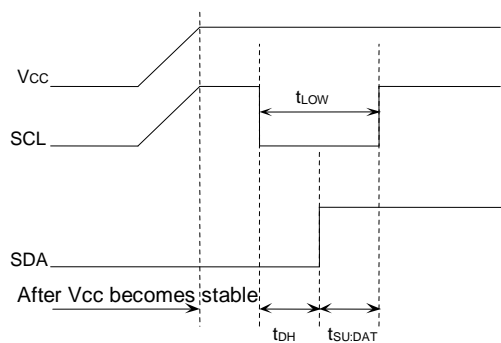 Vcc
tLOW
SCL
SDA
After Vcc becomes stable
tDH
tSU:DAT